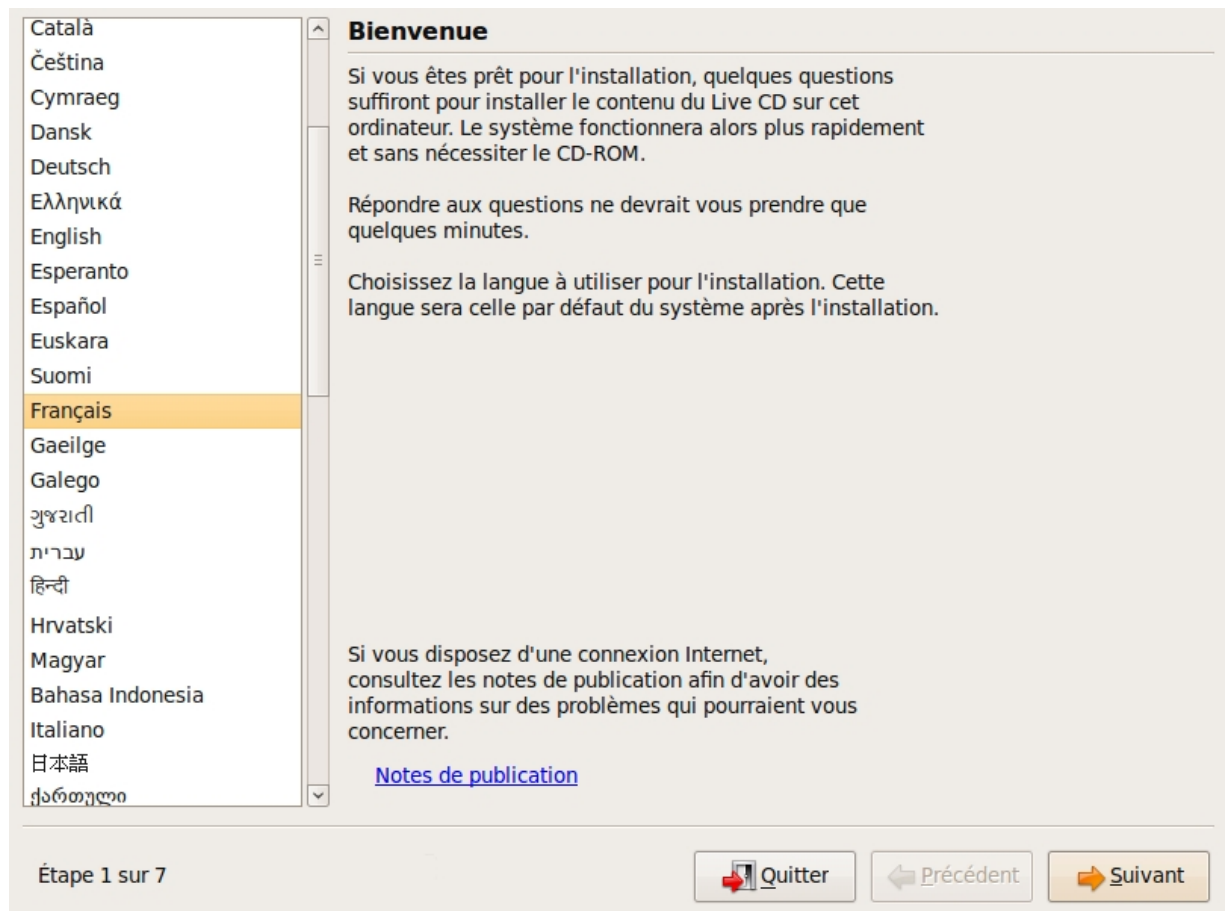 Català
Čeština
Cymraeg
Dansk
Deutsch
Ελληνικά
English
Esperanto
Español
Euskara
Suomi
Français
Gaeilge
Galego
ગુજરાતી
עברית
हिन्दी
Hrvatski
Magyar
Bahasa Indonesia
Italiano
日本語
ქართული
Bienvenue
Si vous êtes prêt pour l'installation, quelques questions
suffiront pour installer le contenu du Live CD sur cet
ordinateur. Le système fonctionnera alors plus rapidement
et sans nécessiter le CD-ROM.
Répondre aux questions ne devrait vous prendre que
quelques minutes.
Choisissez la langue à utiliser pour l'installation. Cette
langue sera celle par défaut du système après l'installation.
Si vous disposez d'une connexion Internet,
consultez les notes de publication afin d'avoir des
informations sur des problèmes qui pourraient vous
concerner.
Notes de publication
Étape 1 sur 7
Quitter
Précédent
Suivant